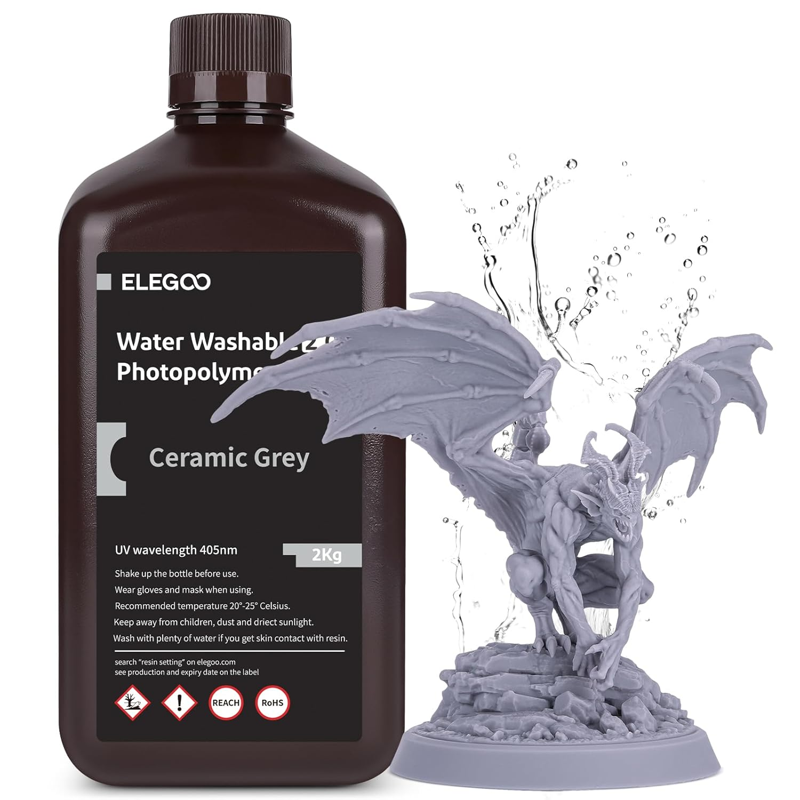 ELEGOO
Water Washable
Photopolyme
Ceramic Grey
UV wavelength 405nm
2Kg
Shake up the bottle before use.
Wear gloves and mask when using.
Recommended temperature 20°-25° Celsius.
Keep away from children, dust and driect sunlight.
Wash with plenty of water if you get skin contact with resin.
search "resin setting" on elegoo.com
see production and expiry date on the label
!
REACH
RoHS